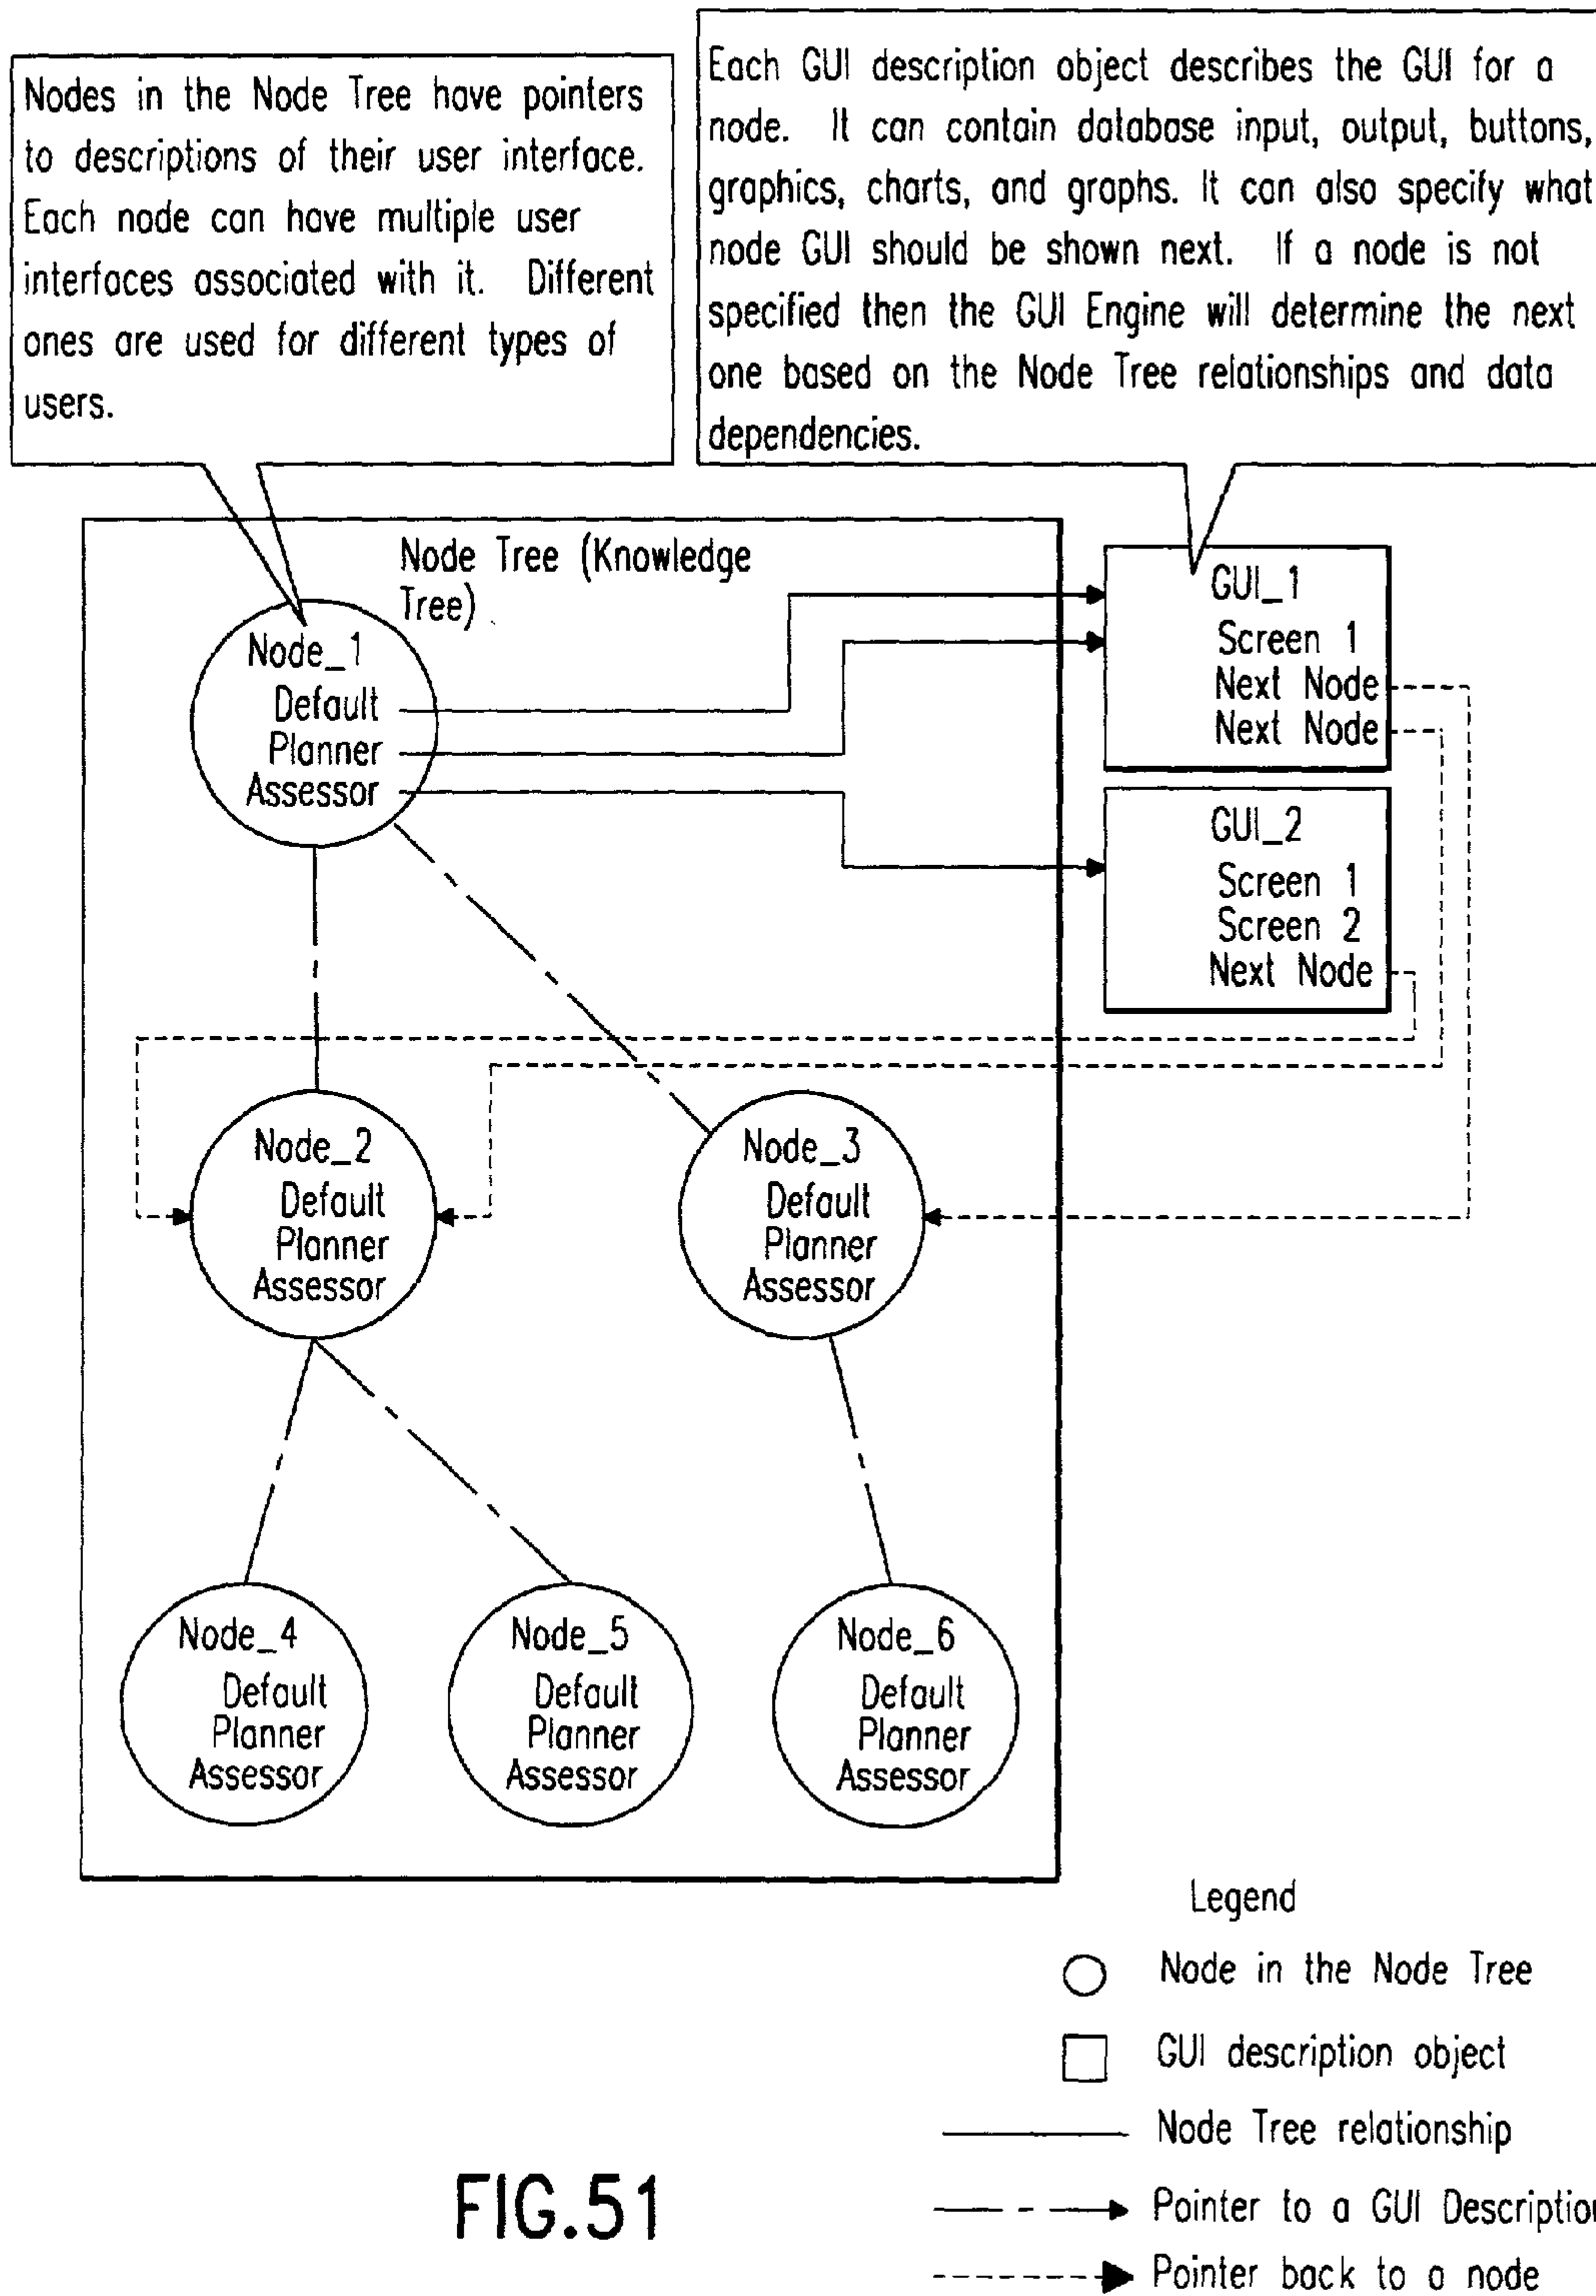 Nodes in the Node Tree have pointers
to descriptions of their user interface.
Each node can have multiple user
interfaces associated with it. Different
ones are used for different types of
users.
Each GUI description object describes the GUI for a
node. It can contain database input, output, buttons,
graphics, charts, and graphs. It can also specify what
node GUI should be shown next. If a node is not
specified then the GUI Engine will determine the next
one based on the Node Tree relationships and data
dependencies.
Node Tree (Knowledge
Tree)
Node_1
Default
Planner
Assessor
GUI_1
Screen 1
Next Node
Next Node
GUI_2
Screen 1
Screen 2
Next Node
Node_2
Default
Planner
Assessor
Node_3
Default
Planner
Assessor
Node_4
Default
Planner
Assessor
Node_5
Default
Planner
Assessor
Node_6
Default
Planner
Assessor
Legend
Node in the Node Tree
GUI description object
Node Tree relationship
Pointer to a GUI Description
Pointer back to a node
FIG.51